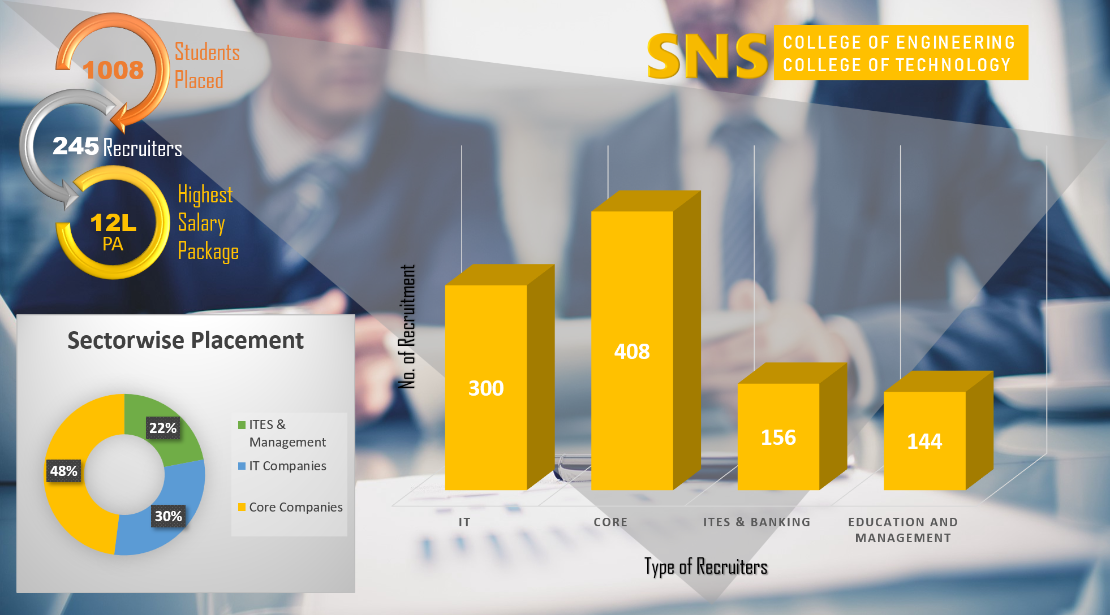 1008
Students
Placed
245 Recruiters
12L
PA
Highest
Salary
Package
SNS
COLLEGE OF ENGINEERING
COLLEGE OF TECHNOLOGY
Sectorwise Placement
22%
48%
30%
ITES &
Management
IT Companies
Core Companies
No. of Recruitment
300
408
156
144
IT
CORE
ITES & BANKING
EDUCATION AND
MANAGEMENT
Type of Recruiters